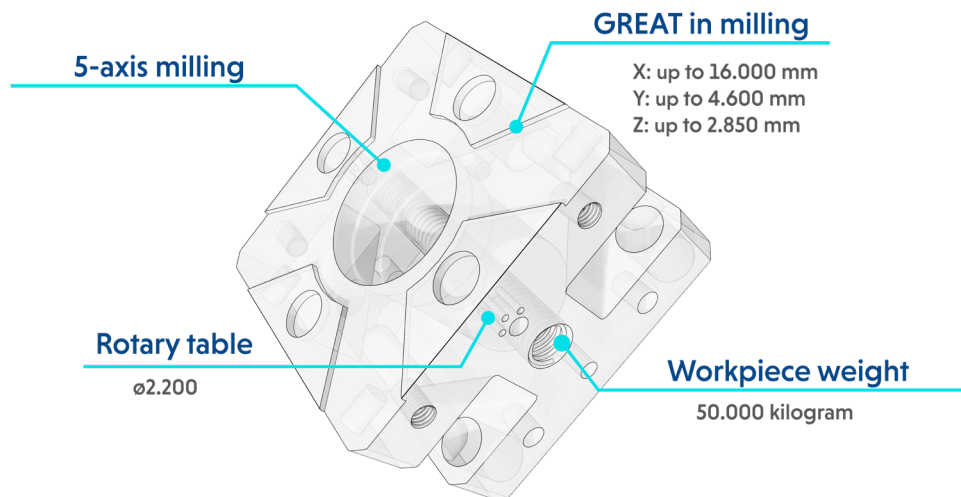 GREAT in milling
X: up to 16.000 mm
Y: up to 4.600 mm
Z: up to 2.850 mm
5-axis milling
Rotary table
ø2.200
Workpiece weight
50.000 kilogram